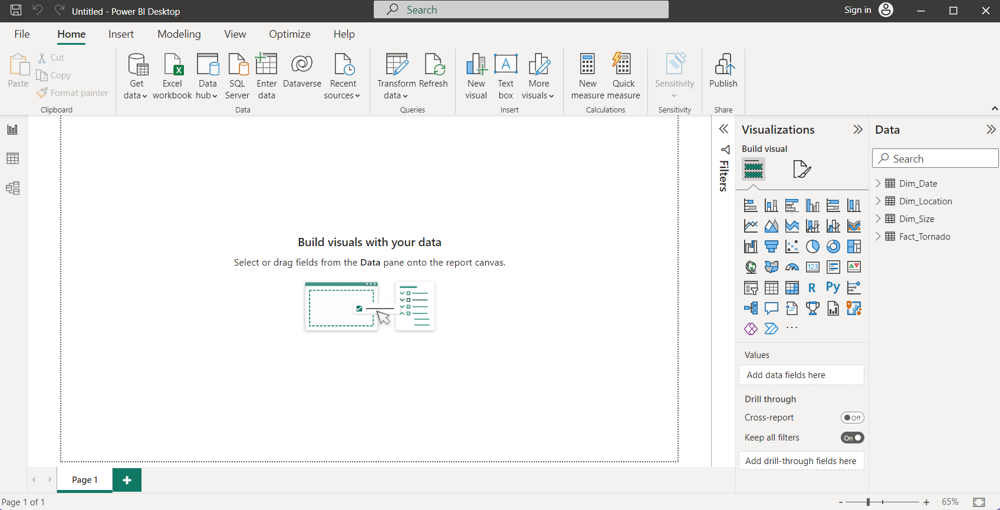 Untitled - Power BI Desktop
Search
Sign in
File
Home
Insert
Modeling
View
Optimize
Help
Paste
Cut
Copy
Format painter
Clipboard
Get
data
Excel
workbook
Data
hub
SQL
Server
Enter
data
Dataverse
Recent
sources
Data
Transform
data
Refresh
Queries
New
visual
Text
box
More
visuals
Insert
New
measure
Quick
measure
Calculations
Sensitivity
Sensitivity
Publish
Share
Build visuals with your data
Select or drag fields from the Data pane onto the report canvas.
Filters
Visualizations
Build visual
123
R
Py
Values
Add data fields here
Drill through
Cross-report
Off
Keep all filters
On
Add drill-through fields here
Data
Search
Dim_Date
Dim_Location
Dim_Size
Fact_Tornado
Page 1
Page 1 of 1
- + 65%